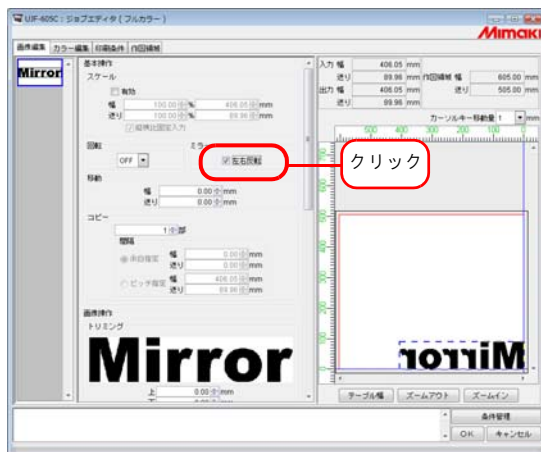 UJF-605C : ジョブエディタ ( フルカラー )
Mimaki
画像編集 カラー編集 印刷条件 作図領域
Mirror
基本操作
スケール
有効
幅 100.00 % 406.05 mm
送り 100.00 % 89.96 mm
縦横比固定入力
回転 ミラー
OFF 左右反転
移動
幅 0.00 mm
送り 0.00 mm
コピー
1 部
間隔
余白指定 幅 0.00 mm
送り 0.00 mm
ピッチ指定 幅 406.05 mm
送り 89.96 mm
画像操作
トリミング
Mirror
上 0.00 mm
入力 幅 406.05 mm
送り 89.96 mm 作図領域 幅 605.00 mm
出力 幅 406.05 mm 送り 505.00 mm
送り 89.96 mm
カーソルキー移動量 1 mm
500 400 300 200 100 0
クリック
Mirror
テーブル幅 ズームアウト ズームイン
条件管理
OK キャンセル